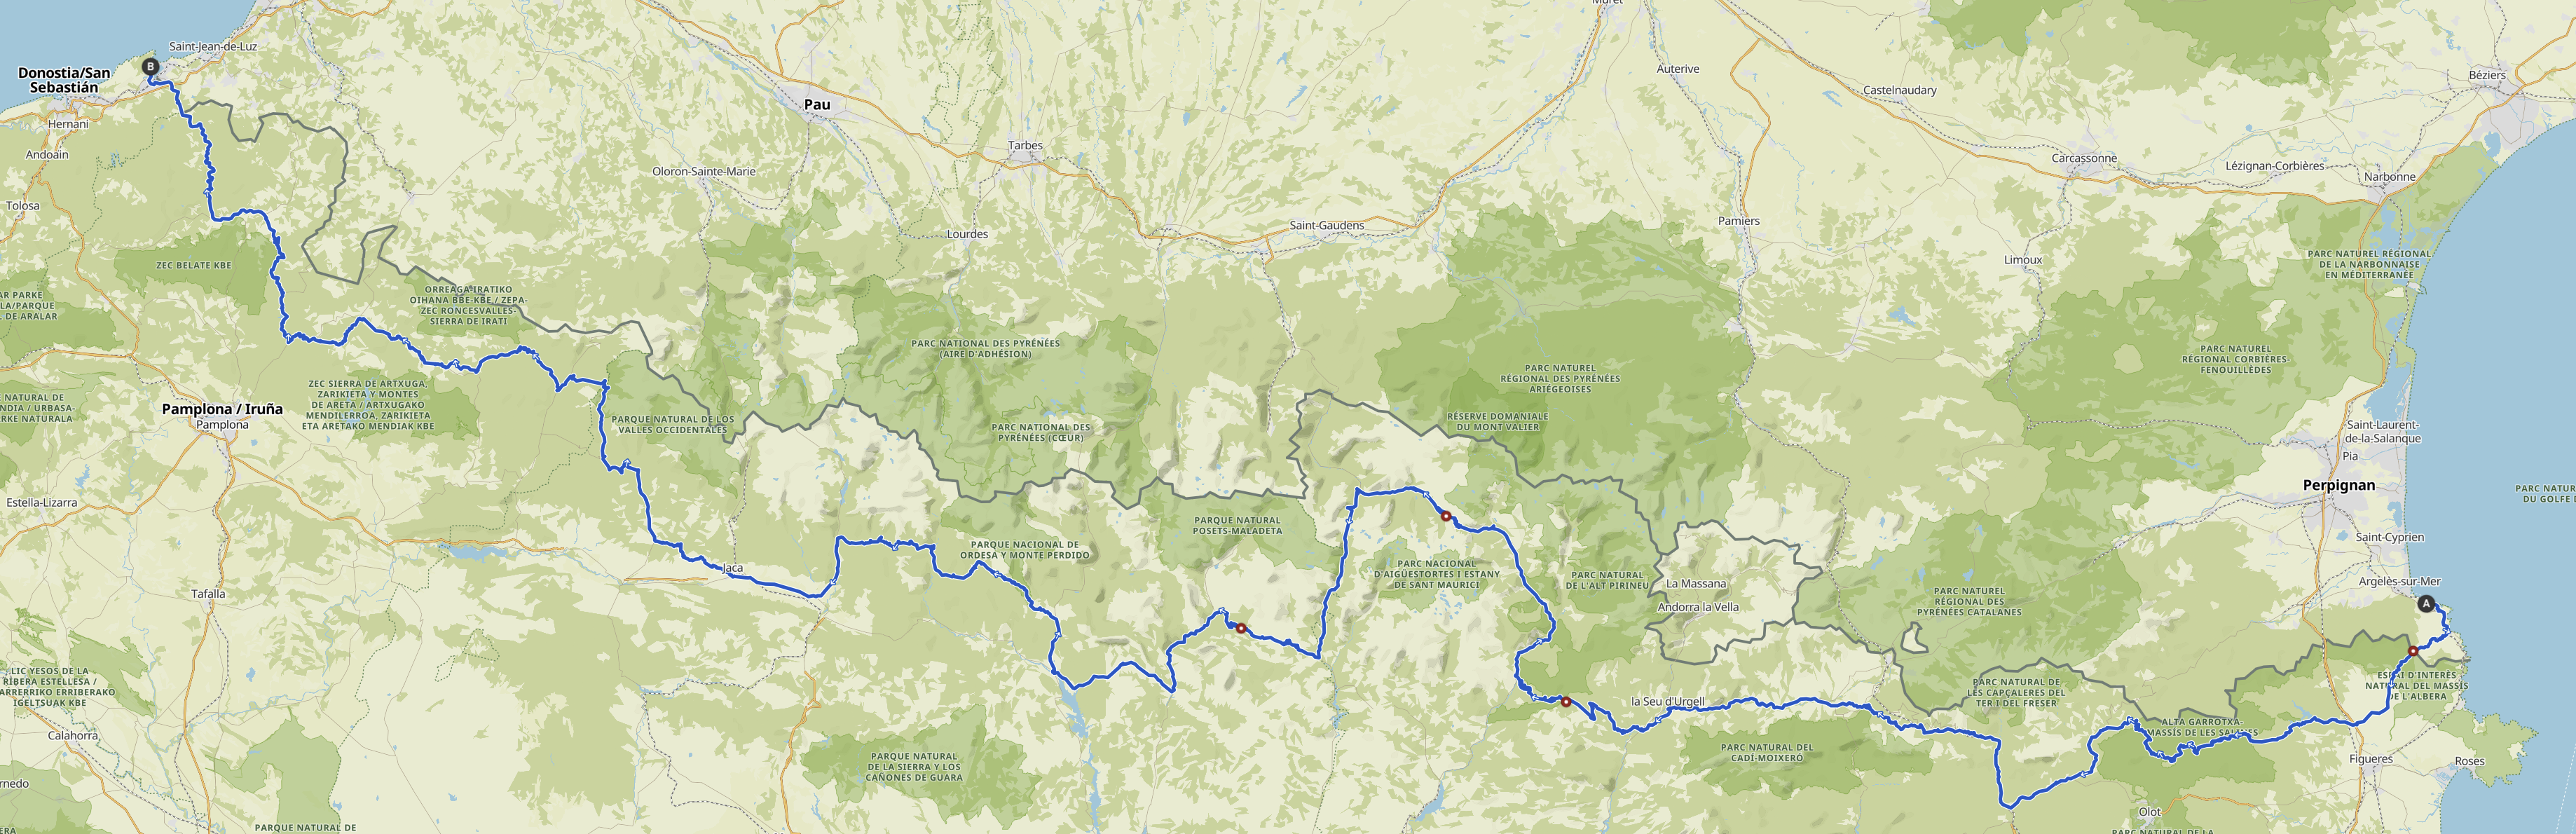 Muret
Saint-Jean-de-Luz
B
Donostia/San
Sebastián
Hernani
Andoain
Tolosa
Pau
Auterive
Castelnaudary
Béziers
Tarbes
Oloron-Sainte-Marie
Carcassonne
Lézignan-Corbières
Narbonne
Lourdes
Saint-Gaudens
Pamiers
Limoux
ZEC BELATE KBE
AR PARKE
LA/PARQUE
DE ARALAR
ORREAGA-IRATIKO
OIHANA BBE-KBE / ZEPA-
ZEC RONCESVALLES-
SIERRA DE IRATI
PARC NATUREL RÉGIONAL
DE LA NARBONNAISE
EN MÉDITERRANÉE
PARC NATIONAL DES PYRÉNÉES
(AIRE D'ADHÉSION)
PARC NATUREL
RÉGIONAL DES PYRÉNÉES
ARIÉGEOISES
PARC NATUREL
RÉGIONAL CORBIÈRES-
FENOUILLÈDES
NATURAL DE
NDIA / URBASA-
RKE NATURALA
Pamplona / Iruña
Pamplona
ZEC SIERRA DE ARTXUGA,
ZARIKIETA Y MONTES
DE ARETA / ARTXUGAKO
MENDILERROA, ZARIKIETA
ETA ARETAKO MENDIAK KBE
PARQUE NATURAL DE LOS
VALLES OCCIDENTALES
PARC NATIONAL DES
PYRÉNÉES (CŒUR)
RÉSERVE DOMANIALE
DU MONT VALIER
Saint-Laurent-
de-la-Salanque
Pia
Perpignan
PARC NATUR
DU GOLFE
Estella-Lizarra
PARQUE NATURAL
POSETS-MALADETA
Saint-Cyprien
PARQUE NACIONAL DE
ORDESA Y MONTE PERDIDO
Jaca
PARC NACIONAL
D'AIGÜESTORTES I ESTANY
DE SANT MAURICI
PARC NATURAL
DE L'ALT PIRINEU
La Massana
Andorra la Vella
PARC NATUREL
RÉGIONAL DES
PYRÉNÉES CATALANES
Argelès-sur-Mer
A
Tafalla
LIC YESOS DE LA
RIBERA ESTELLESA /
ARRERRIKO ERRIBERAKO
IGELTSUAK KBE
Calahorra
la Seu d'Urgell
PARC NATURAL DE
LES CAPÇALERES DEL
TER I DEL FRESER
ESPAI D'INTERÈS
NATURAL DEL MASSÍS
DE L'ALBERA
ALTA GARROTXA-
MASSÍS DE LES SALINES
PARC NATURAL DEL
CADÍ-MOIXERÓ
PARQUE NATURAL
DE LA SIERRA Y LOS
CAÑONES DE GUARA
Figueres
Roses
Olot
rnedo
PARQUE NATURAL DE
ERA
PARC NATURAL DE LA